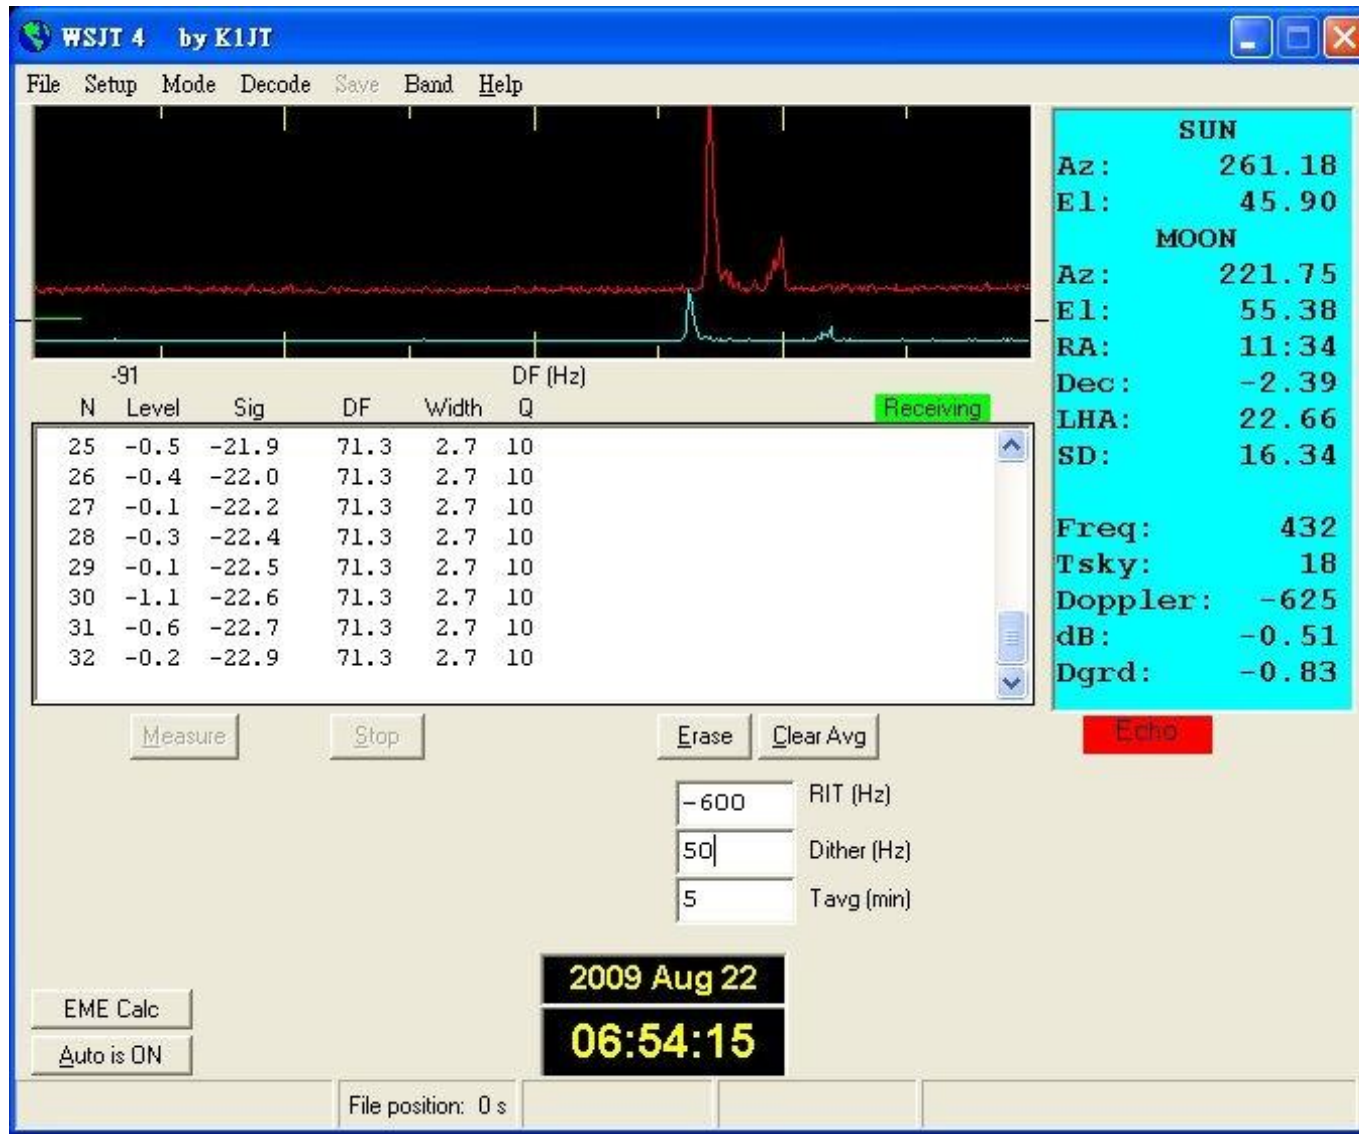 WSJT 4 by K1JT
File Setup Mode Decode Save Band Help
-91 DF (Hz)
N Level Sig DF Width Q
Receiving
25 -0.5 -21.9 71.3 2.7 10
26 -0.4 -22.0 71.3 2.7 10
27 -0.1 -22.2 71.3 2.7 10
28 -0.3 -22.4 71.3 2.7 10
29 -0.1 -22.5 71.3 2.7 10
30 -1.1 -22.6 71.3 2.7 10
31 -0.6 -22.7 71.3 2.7 10
32 -0.2 -22.9 71.3 2.7 10
SUN
Az: 261.18
El: 45.90
MOON
Az: 221.75
El: 55.38
RA: 11:34
Dec: -2.39
LHA: 22.66
SD: 16.34
Freq: 432
Tsky: 18
Doppler: -625
dB: -0.51
Dgrd: -0.83
Measure Stop Erase Clear Avg
Echo
-600 RIT (Hz)
50 Dither (Hz)
5 Tavg (min)
2009 Aug 22
06:54:15
EME Calc
Auto is ON
File position: 0 s